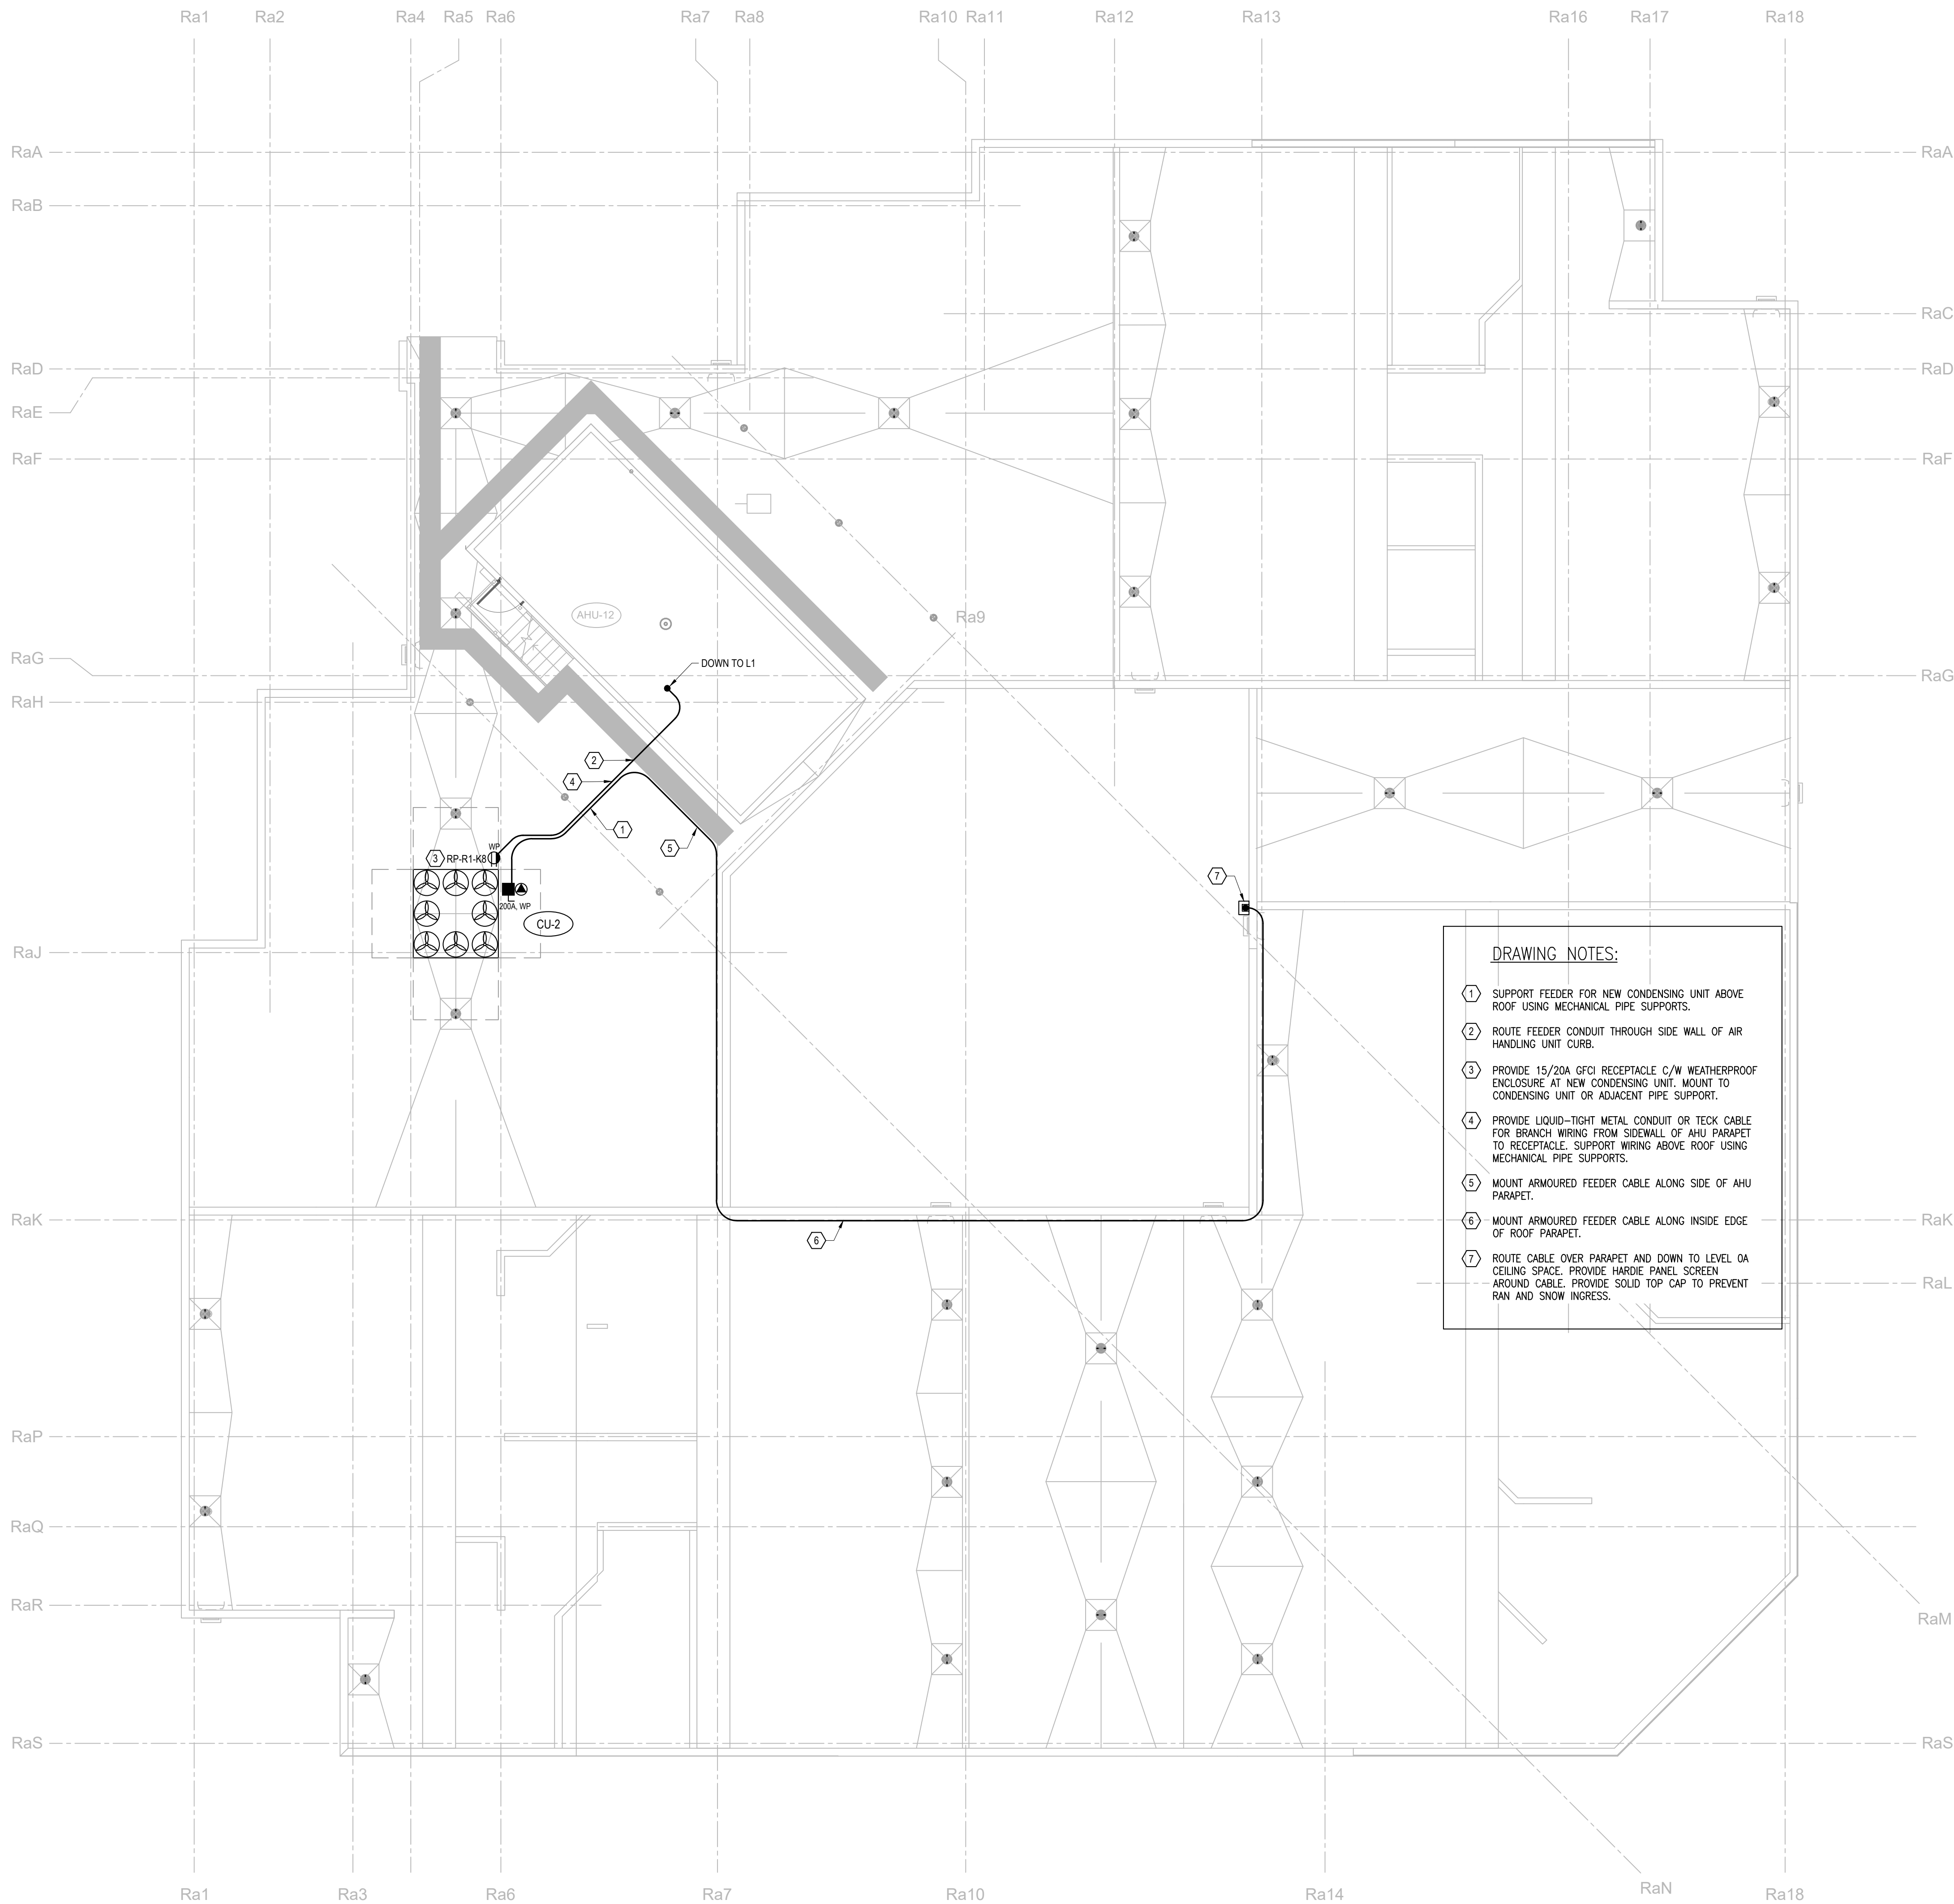 Ra1 Ra2 Ra4 Ra5 Ra6 Ra7 Ra8 Ra10 Ra11 Ra12 Ra13 Ra16 Ra17 Ra18
RaA RaA
RaB
RaC
RaD RaD
RaE
RaF RaF
AHU-12
Ra9
RaG
DOWN TO L1
RaG
RaH
2
4
1
5
WP
3 RP-R1-K8
7
200A, WP
CU-2
RaJ
DRAWING NOTES:
1 SUPPORT FEEDER FOR NEW CONDENSING UNIT ABOVE
ROOF USING MECHANICAL PIPE SUPPORTS.
2 ROUTE FEEDER CONDUIT THROUGH SIDE WALL OF AIR
HANDLING UNIT CURB.
3 PROVIDE 15/20A GFCI RECEPTACLE C/W WEATHERPROOF
ENCLOSURE AT NEW CONDENSING UNIT. MOUNT TO
CONDENSING UNIT OR ADJACENT PIPE SUPPORT.
4 PROVIDE LIQUID-TIGHT METAL CONDUIT OR TECK CABLE
FOR BRANCH WIRING FROM SIDEWALL OF AHU PARAPET
TO RECEPTACLE. SUPPORT WIRING ABOVE ROOF USING
MECHANICAL PIPE SUPPORTS.
5 MOUNT ARMOURED FEEDER CABLE ALONG SIDE OF AHU
PARAPET.
6 MOUNT ARMOURED FEEDER CABLE ALONG INSIDE EDGE
OF ROOF PARAPET.
7 ROUTE CABLE OVER PARAPET AND DOWN TO LEVEL 0A
CEILING SPACE. PROVIDE HARDIE PANEL SCREEN
AROUND CABLE. PROVIDE SOLID TOP CAP TO PREVENT
RAN AND SNOW INGRESS.
RaK RaK
6
RaL
RaP
RaQ
RaR
RaM
RaS RaS
Ra1 Ra3 Ra6 Ra7 Ra10 Ra14 RaN Ra18